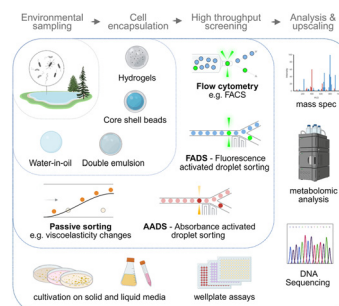 Environmental sampling
Cell encapsulation
High throughput screening
Analysis & upscaling
Hydrogels
Core shell beads
Water-in-oil
Double emulsion
Flow cytometry
e.g. FACS
FADS - Fluorescence
activated droplet sorting
AADS - Absorbance activated
droplet sorting
Passive sorting
e.g. viscoelasticity changes
mass spec
metabolomic
analysis
DNA
Sequencing
cultivation on solid and liquid media
wellplate assays